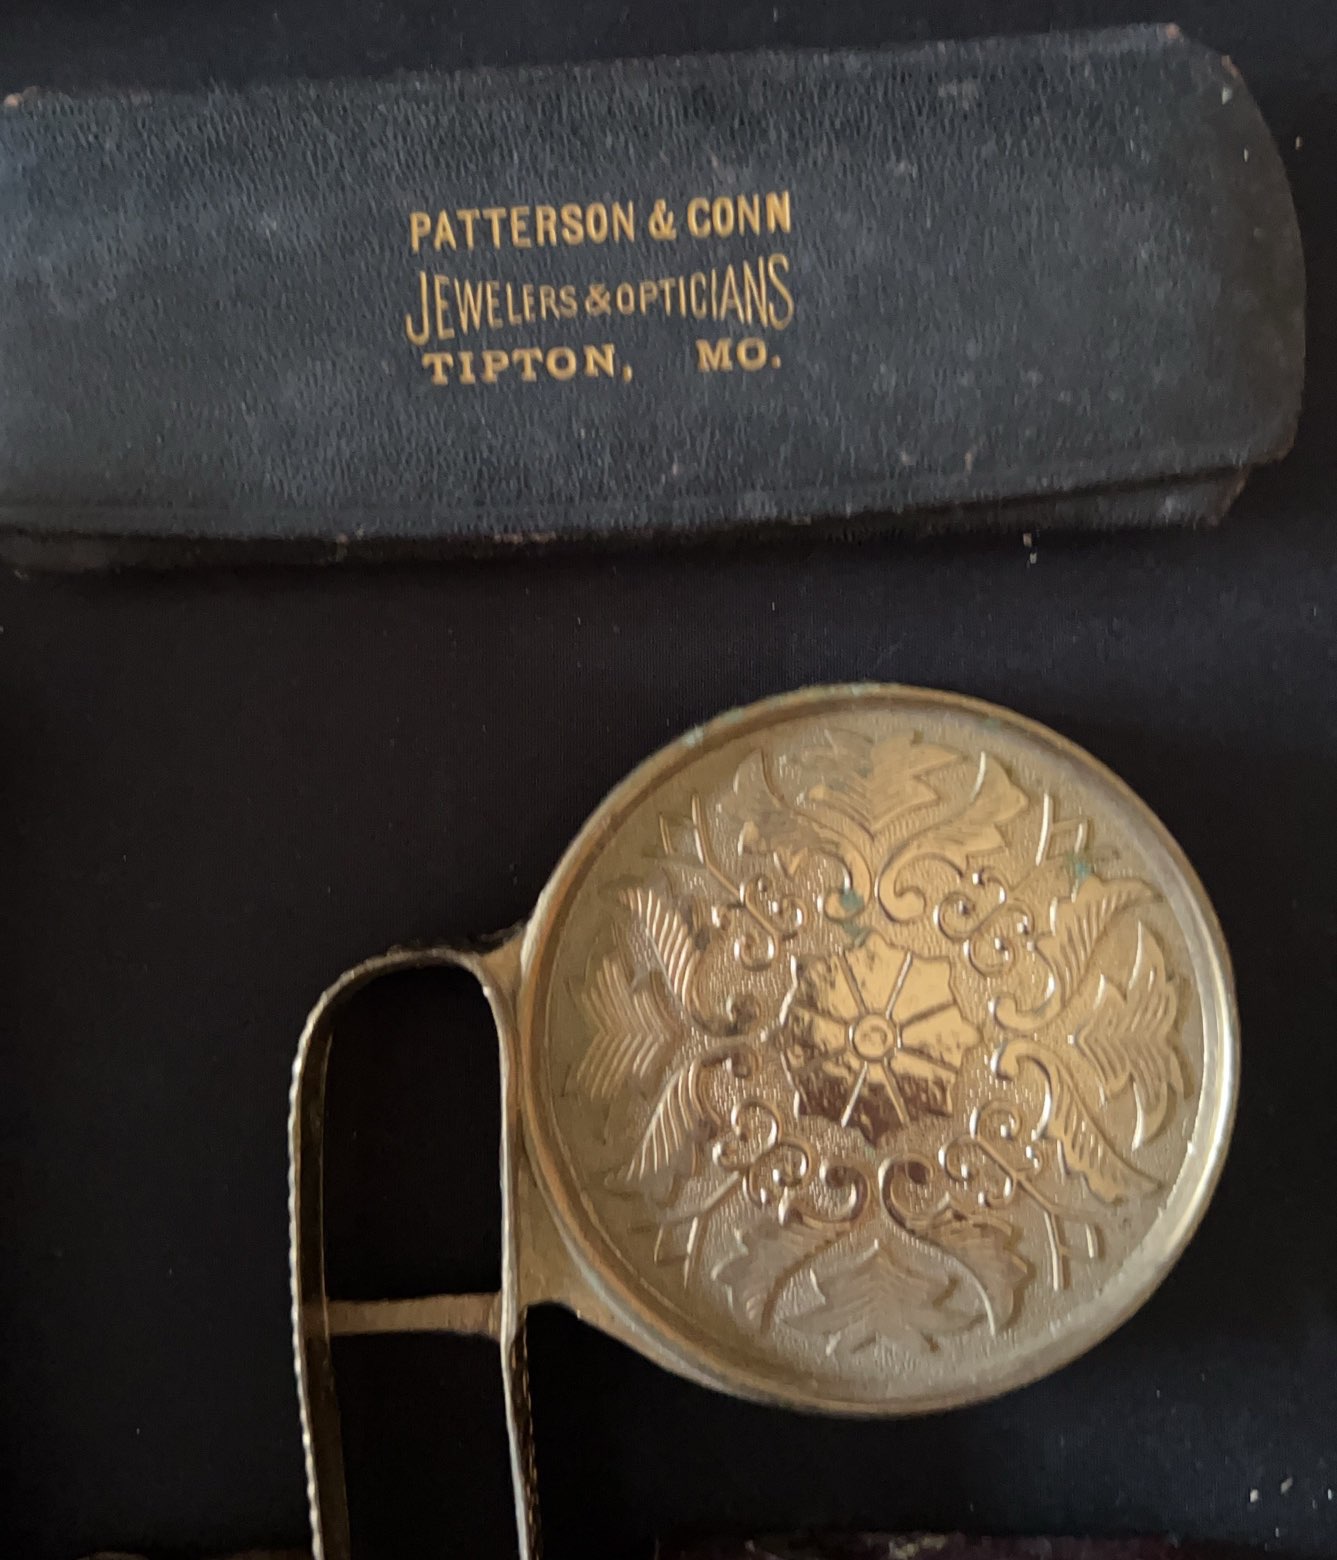 PATTERSON & CONN
JEWELERS & OPTICIANS
TIPTON, MO.